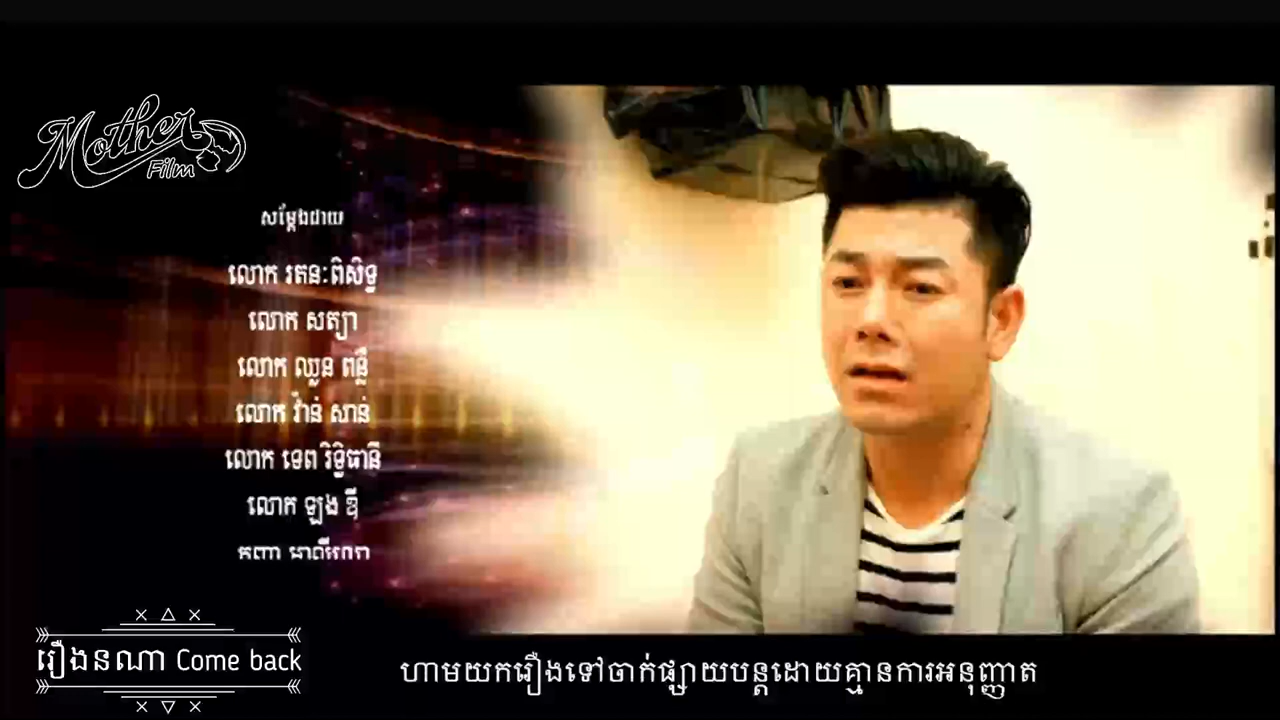 Mother
Film
សម្តែងដោយ
លោក រតនៈពិសិទ្ធ
លោក សត្យា
លោក ឈួន ពន្លឺ
លោក វ៉ាន់ សាន់
លោក ទេព រិទ្ធិធានី
លោក ឡុង ឌី
កញ្ញា
រឿងនណា Come back
ហាមយករឿងទៅចាក់ផ្សាយបន្តដោយគ្មានការអនុញ្ញាត